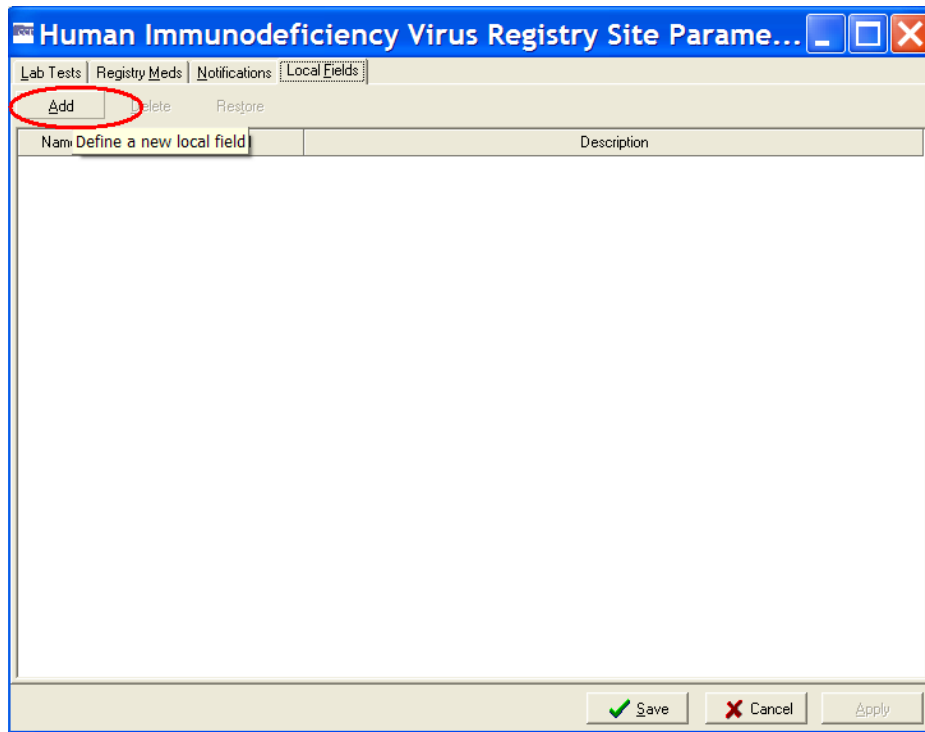 Human Immunodeficiency Virus Registry Site Parame...
Lab Tests Registry Meds Notifications Local Fields
Add Delete Restore
Name Define a new local field Description
Save Cancel Apply